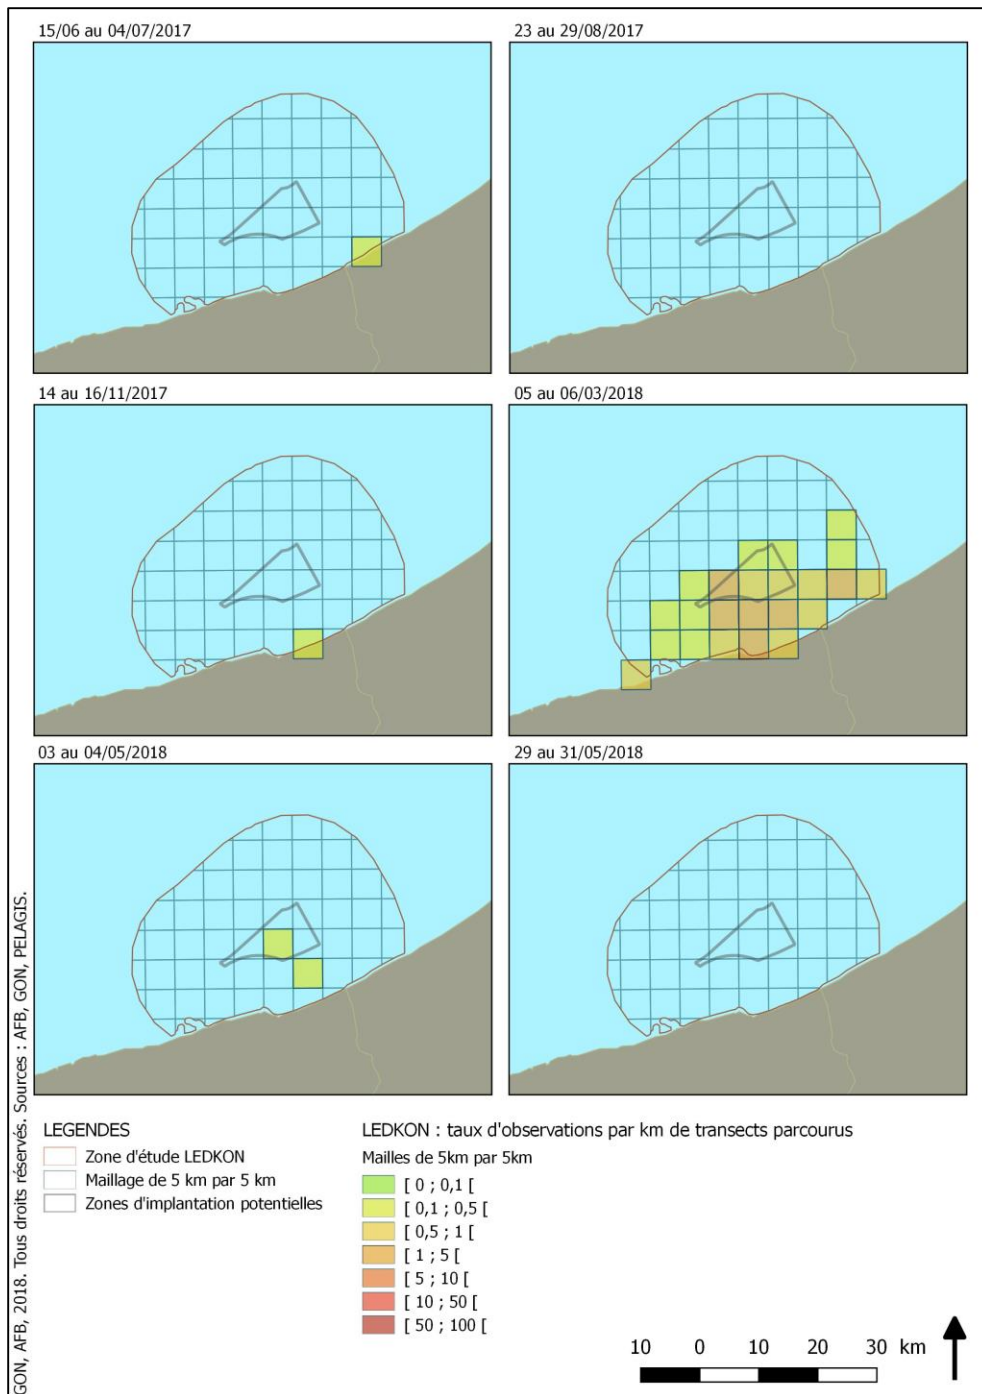 15/06 au 04/07/2017
23 au 29/08/2017
14 au 16/11/2017
05 au 06/03/2018
03 au 04/05/2018
29 au 31/05/2018
GON, AFB, 2018. Tous droits réservés. Sources : AFB, GON, PELAGIS.
LEGENDES
Zone d'étude LEDKON
Maillage de 5 km par 5 km
Zones d'implantation potentielles
LEDKON : taux d'observations par km de transects parcourus
Mailles de 5km par 5km
[ 0 ; 0,1 [
[ 0,1 ; 0,5 [
[ 0,5 ; 1 [
[ 1 ; 5 [
[ 5 ; 10 [
[ 10 ; 50 [
[ 50 ; 100 [
10 0 10 20 30 km